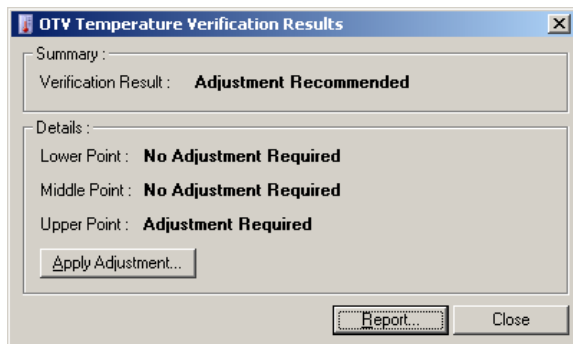 OTV Temperature Verification Results
Summary :
Verification Result : Adjustment Recommended
Details :
Lower Point : No Adjustment Required
Middle Point : No Adjustment Required
Upper Point : Adjustment Required
Apply Adjustment...
Report... Close